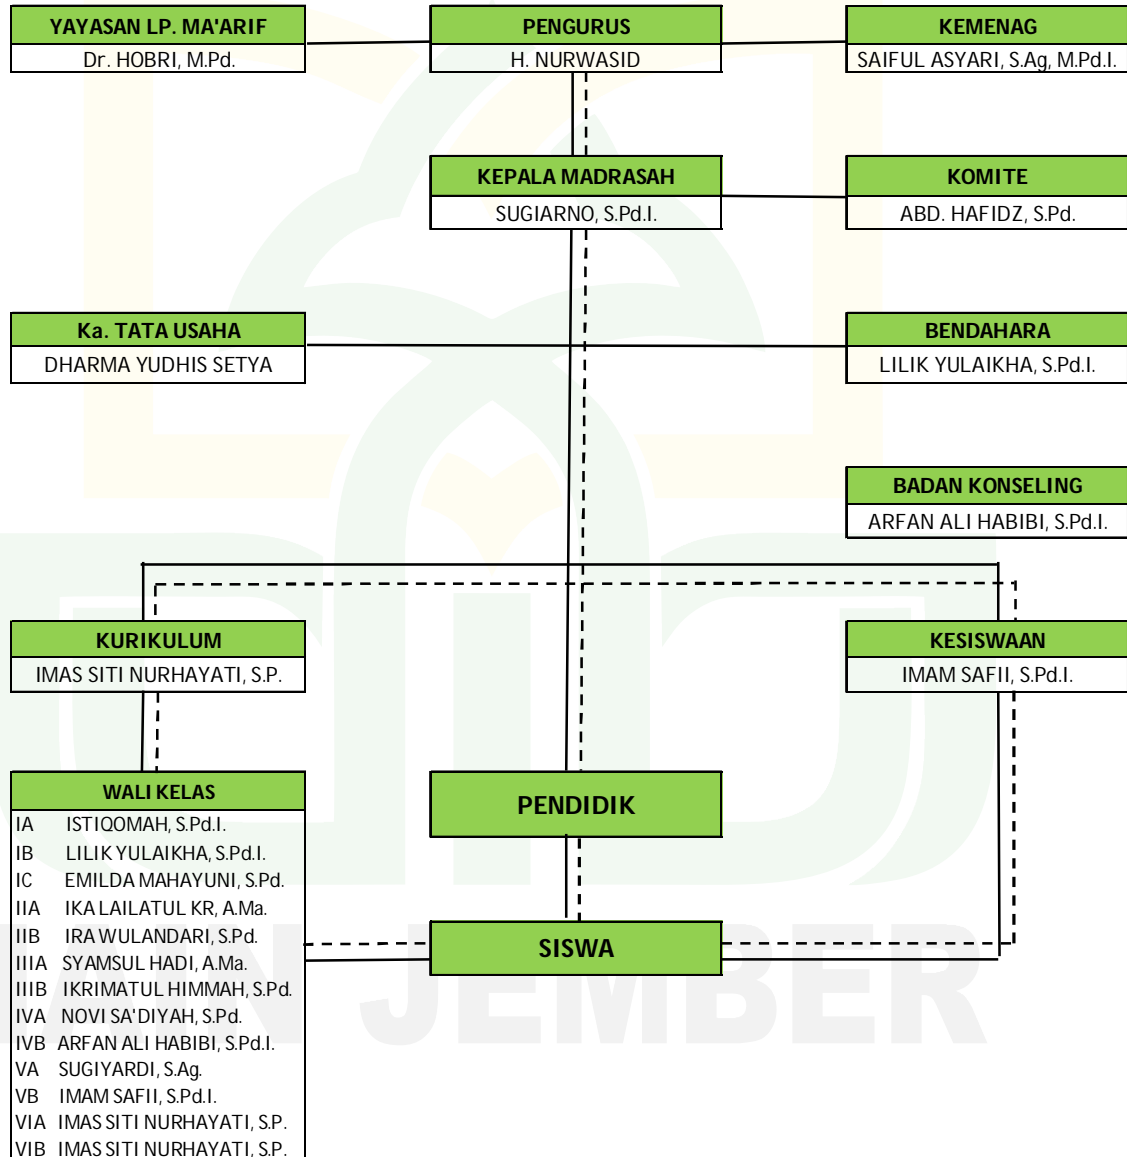 YAYASAN LP. MA'ARIF
Dr. HOBRI, M.Pd.
PENGURUS
H. NURWASID
KEMENAG
SAIFUL ASYARI, S.Ag, M.Pd.I.
KEPALA MADRASAH
SUGIARNO, S.Pd.I.
KOMITE
ABD. HAFIDZ, S.Pd.
Ka. TATA USAHA
DHARMA YUDHIS SETYA
BENDAHARA
LILIK YULAIKHA, S.Pd.I.
BADAN KONSELING
ARFAN ALI HABIBI, S.Pd.I.
KURIKULUM
IMAS SITI NURHAYATI, S.P.
KESISWAAN
IMAM SAFII, S.Pd.I.
WALI KELAS
IA ISTIQOMAH, S.Pd.I.
IB LILIK YULAIKHA, S.Pd.I.
IC EMILDA MAHAYUNI, S.Pd.
IIA IKA LAILATUL KR, A.Ma.
IIB IRA WULANDARI, S.Pd.
IIIA SYAMSUL HADI, A.Ma.
IIIB IKRIMATUL HIMMAH, S.Pd.
IVA NOVI SA'DIYAH, S.Pd.
IVB ARFAN ALI HABIBI, S.Pd.I.
VA SUGIYARDI, S.Ag.
VB IMAM SAFII, S.Pd.I.
VIA IMAS SITI NURHAYATI, S.P.
VIB IMAS SITI NURHAYATI, S.P.
PENDIDIK
SISWA
JEMBER